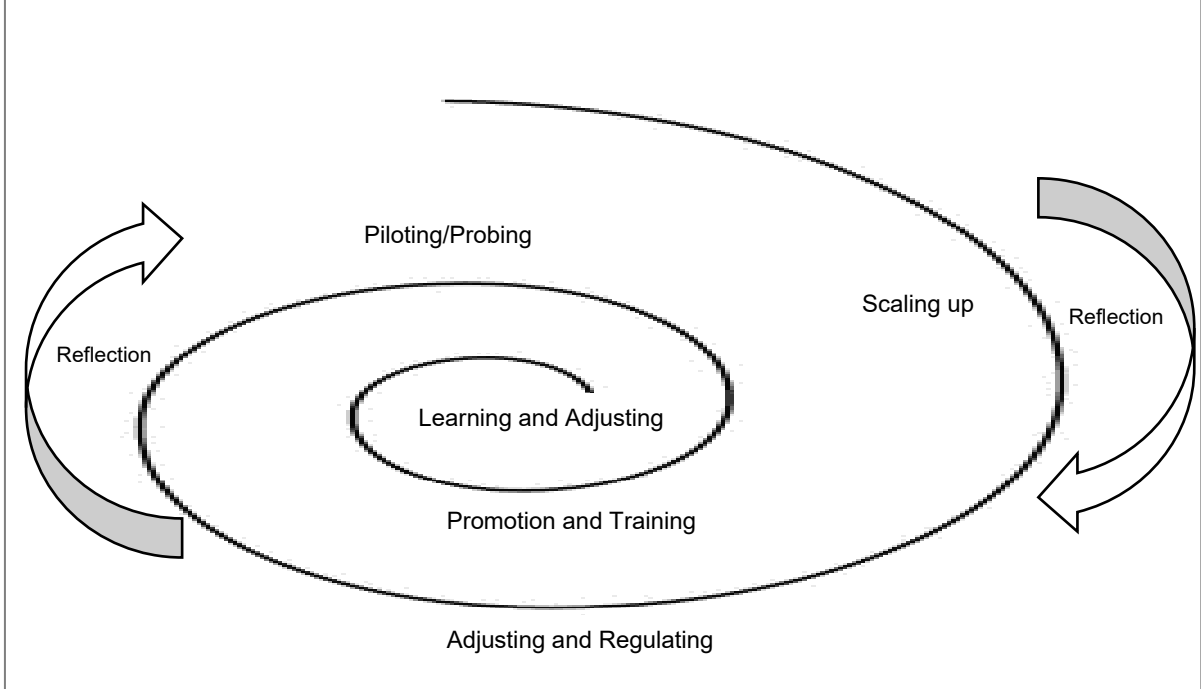 Piloting/Probing
Scaling up
Reflection
Reflection
Learning and Adjusting
Promotion and Training
Adjusting and Regulating